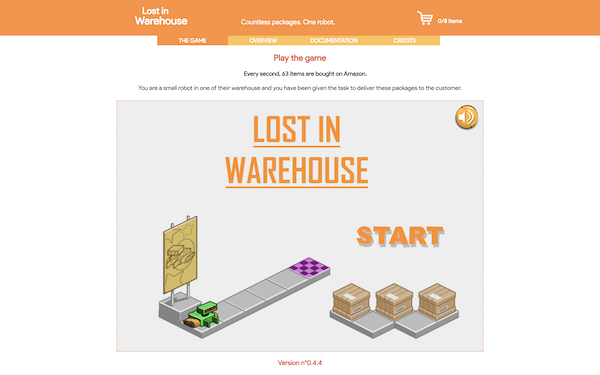 Lost in
Warehouse
Countless packages. One robot.
0/8 items
THE GAME
OVERVIEW
DOCUMENTATION
CREDITS
Play the game
Every second, 63 items are bought on Amazon.
You are a small robot in one of their warehouse and you have been given the task to deliver these packages to the customer.
LOST IN
WAREHOUSE
START
Version n°0.4.4